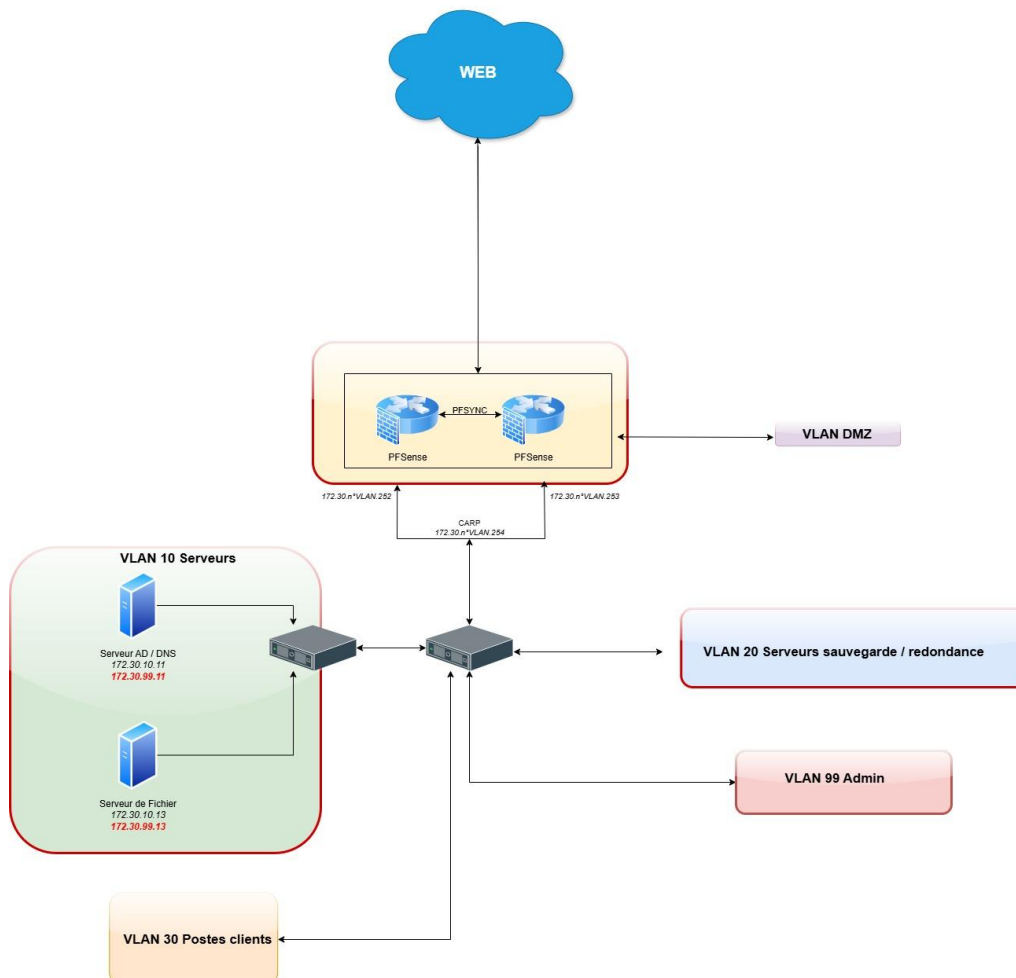 WEB
PFSYNC
PFSense
PFSense
VLAN DMZ
172.30.n°VLAN.252
172.30.n°VLAN.253
CARP
172.30.n°VLAN.254
VLAN 10 Serveurs
Serveur AD / DNS
172.30.10.11
172.30.99.11
VLAN 20 Serveurs sauvegarde / redondance
Serveur de Fichier
172.30.10.13
172.30.99.13
VLAN 99 Admin
VLAN 30 Postes clients